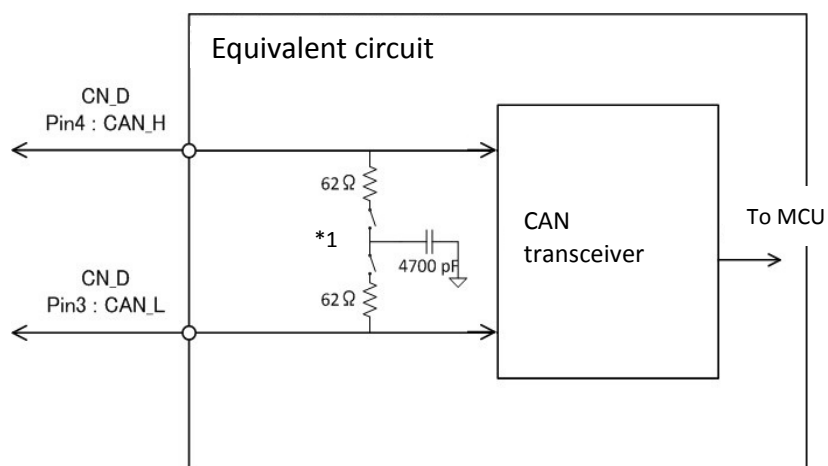 Equivalent circuit
CN_D
Pin4 : CAN_H
62Ω
*1
4700 pF
62Ω
CAN
transceiver
To MCU
CN_D
Pin3 : CAN_L